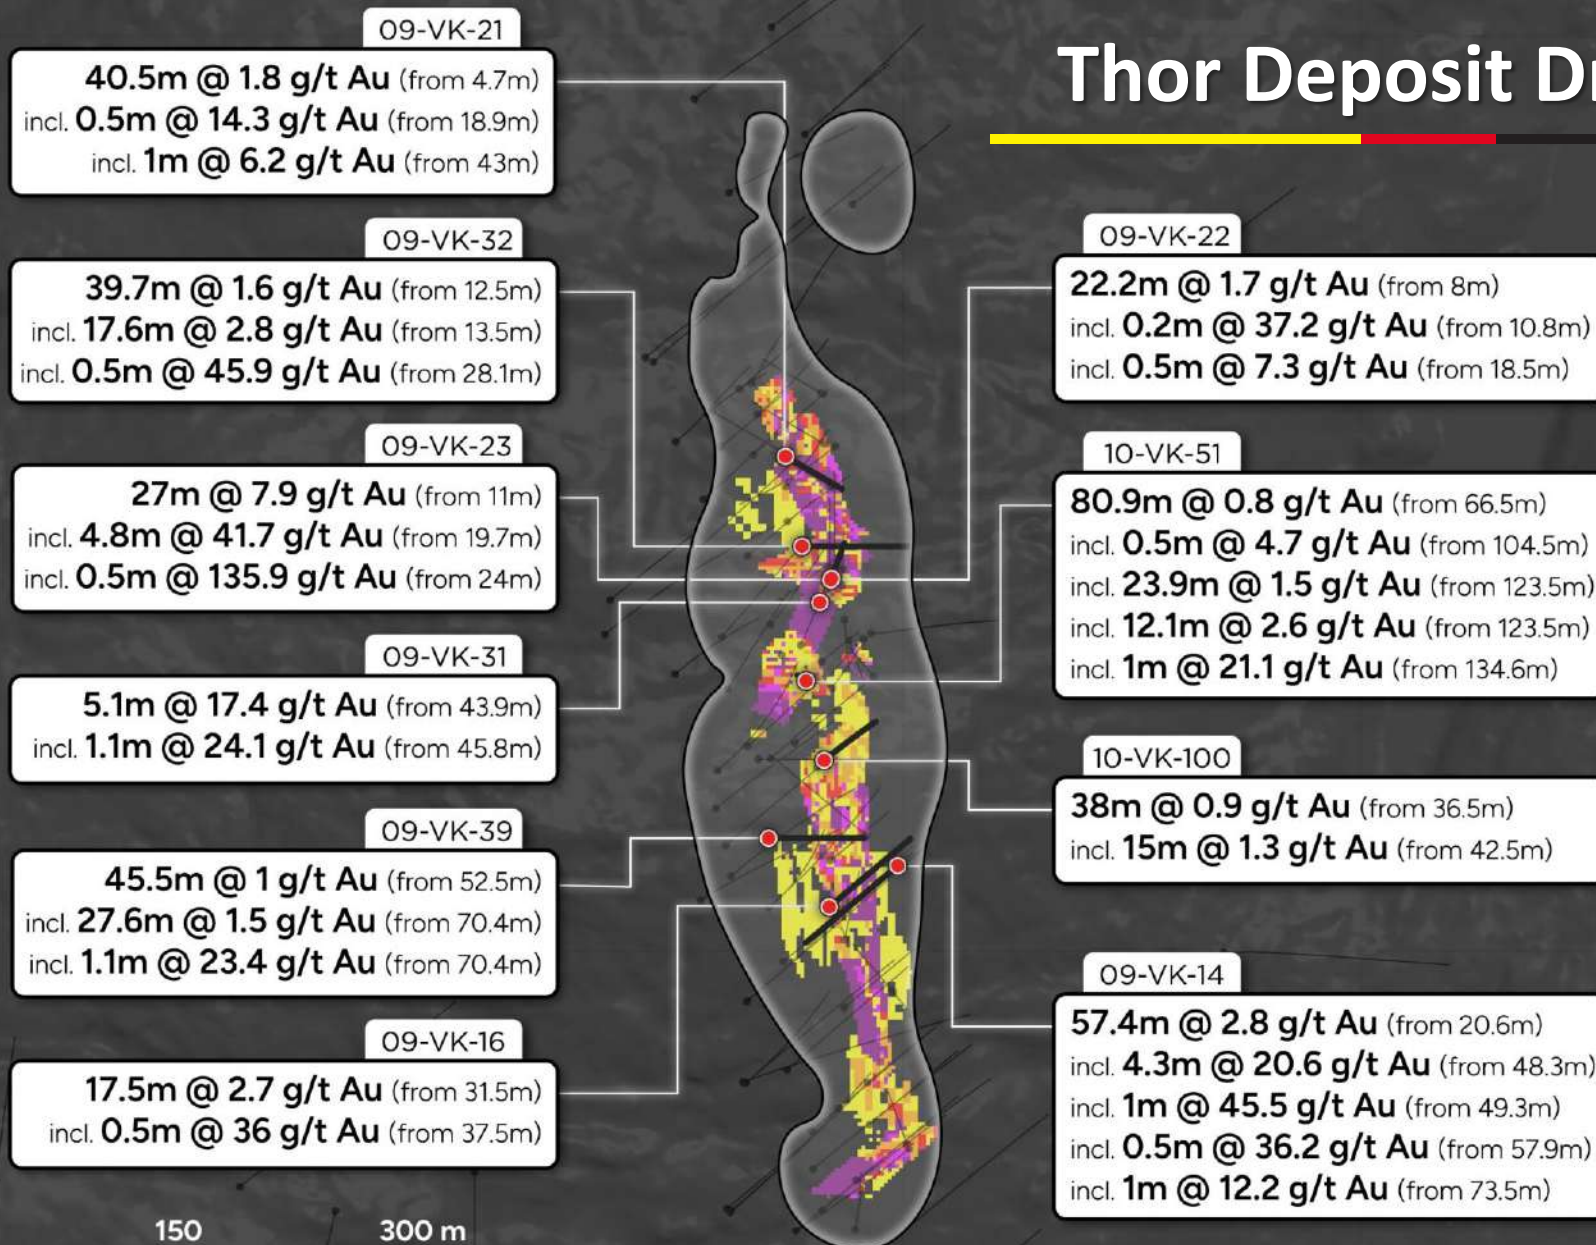 Thor Deposit Dr
09-VK-21
40.5m @ 1.8 g/t Au (from 4.7m)
incl. 0.5m @ 14.3 g/t Au (from 18.9m)
incl. 1m @ 6.2 g/t Au (from 43m)
09-VK-32
39.7m @ 1.6 g/t Au (from 12.5m)
incl. 17.6m @ 2.8 g/t Au (from 13.5m)
incl. 0.5m @ 45.9 g/t Au (from 28.1m)
09-VK-23
27m @ 7.9 g/t Au (from 11m)
incl. 4.8m @ 41.7 g/t Au (from 19.7m)
incl. 0.5m @ 135.9 g/t Au (from 24m)
09-VK-31
5.1m @ 17.4 g/t Au (from 43.9m)
incl. 1.1m @ 24.1 g/t Au (from 45.8m)
09-VK-39
45.5m @ 1 g/t Au (from 52.5m)
incl. 27.6m @ 1.5 g/t Au (from 70.4m)
incl. 1.1m @ 23.4 g/t Au (from 70.4m)
09-VK-16
17.5m @ 2.7 g/t Au (from 31.5m)
incl. 0.5m @ 36 g/t Au (from 37.5m)
150 300 m
09-VK-22
22.2m @ 1.7 g/t Au (from 8m)
incl. 0.2m @ 37.2 g/t Au (from 10.8m)
incl. 0.5m @ 7.3 g/t Au (from 18.5m)
10-VK-51
80.9m @ 0.8 g/t Au (from 66.5m)
incl. 0.5m @ 4.7 g/t Au (from 104.5m)
incl. 23.9m @ 1.5 g/t Au (from 123.5m)
incl. 12.1m @ 2.6 g/t Au (from 123.5m)
incl. 1m @ 21.1 g/t Au (from 134.6m)
10-VK-100
38m @ 0.9 g/t Au (from 36.5m)
incl. 15m @ 1.3 g/t Au (from 42.5m)
09-VK-14
57.4m @ 2.8 g/t Au (from 20.6m)
incl. 4.3m @ 20.6 g/t Au (from 48.3m)
incl. 1m @ 45.5 g/t Au (from 49.3m)
incl. 0.5m @ 36.2 g/t Au (from 57.9m)
incl. 1m @ 12.2 g/t Au (from 73.5m)